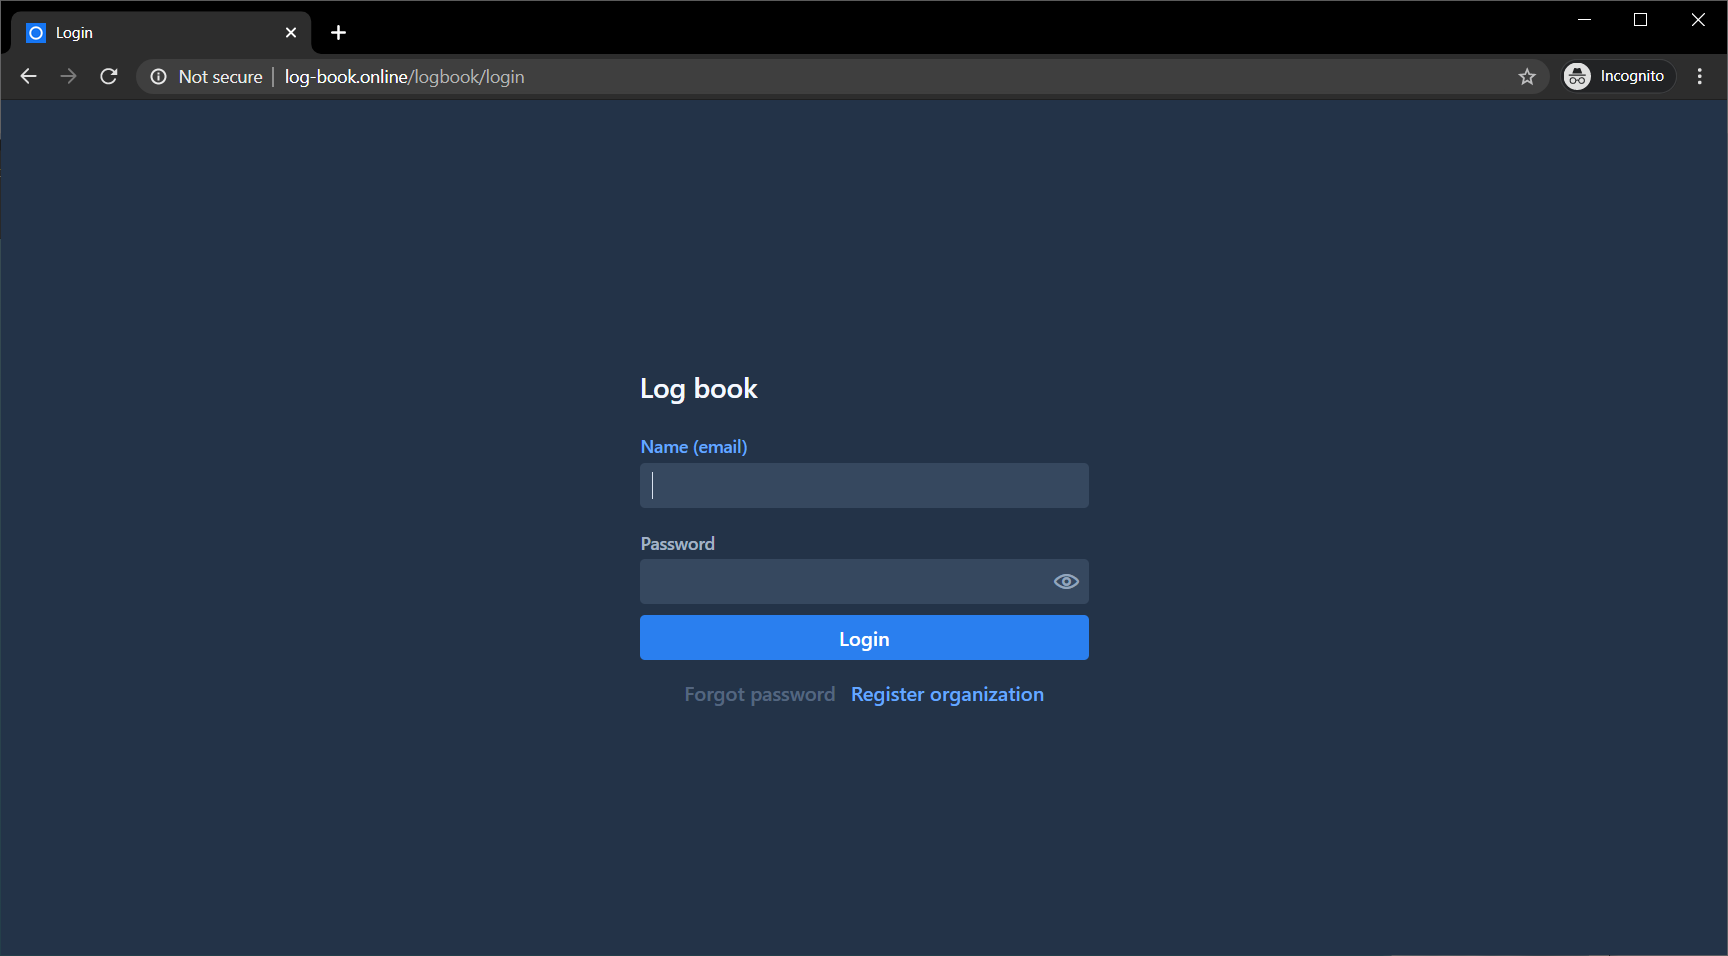 Login
Not secure | log-book.online/logbook/login
Incognito
Log book
Name (email)
Password
Login
Forgot password Register organization